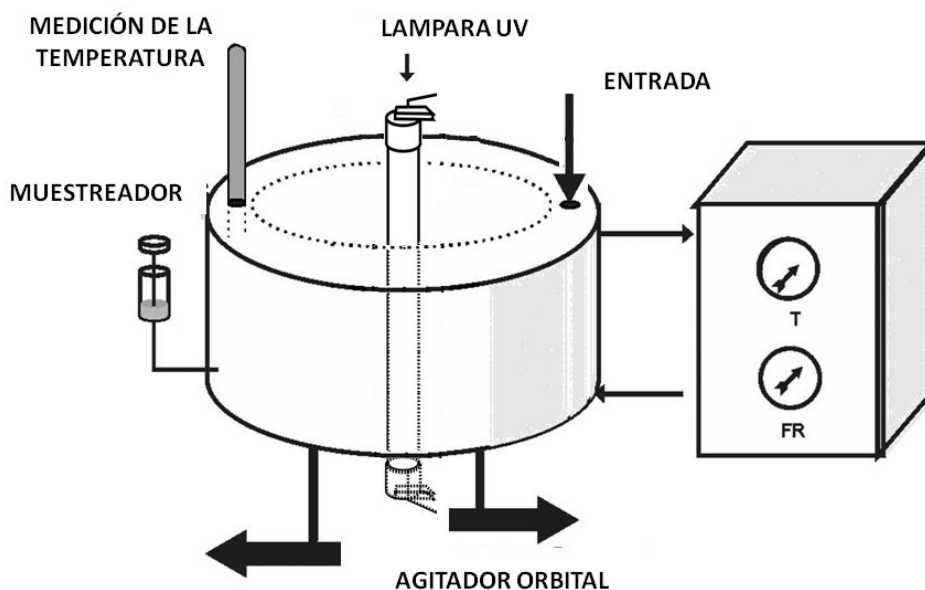 MEDICIÓN DE LA
TEMPERATURA
LAMPARA UV
ENTRADA
MUESTREADOR
T
FR
AGITADOR ORBITAL